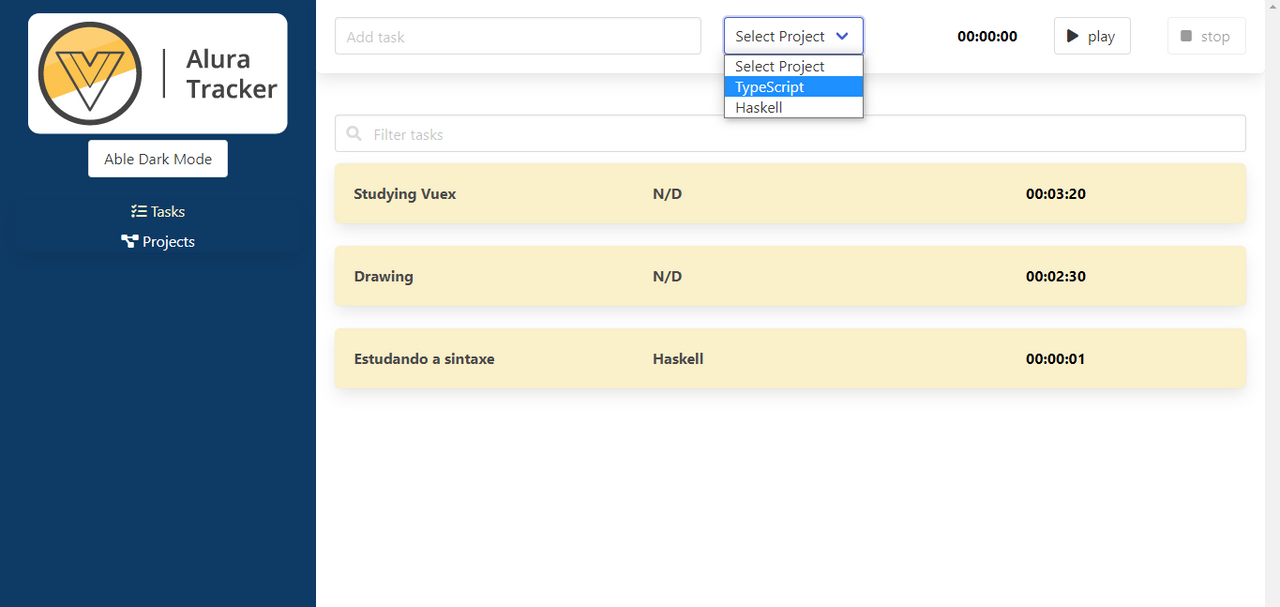 Alura
Tracker
Able Dark Mode
Tasks
Projects
Add task
Select Project
00:00:00
play
stop
Select Project
TypeScript
Haskell
Filter tasks
Studying Vuex N/D 00:03:20
Drawing N/D 00:02:30
Estudando a sintaxe Haskell 00:00:01